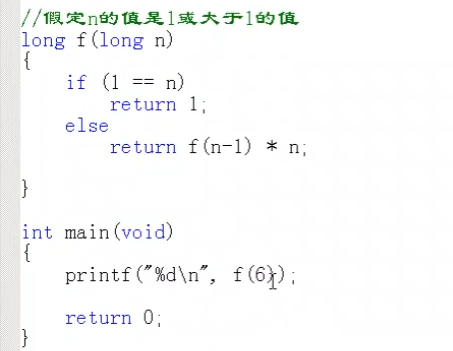 //假定n的值是1或大于1的值
long f(long n)
{
    if (1 == n)
        return 1;
    else
        return f(n-1) * n;
}
int main(void)
{
    printf("%d\n", f(6));
    return 0;
}